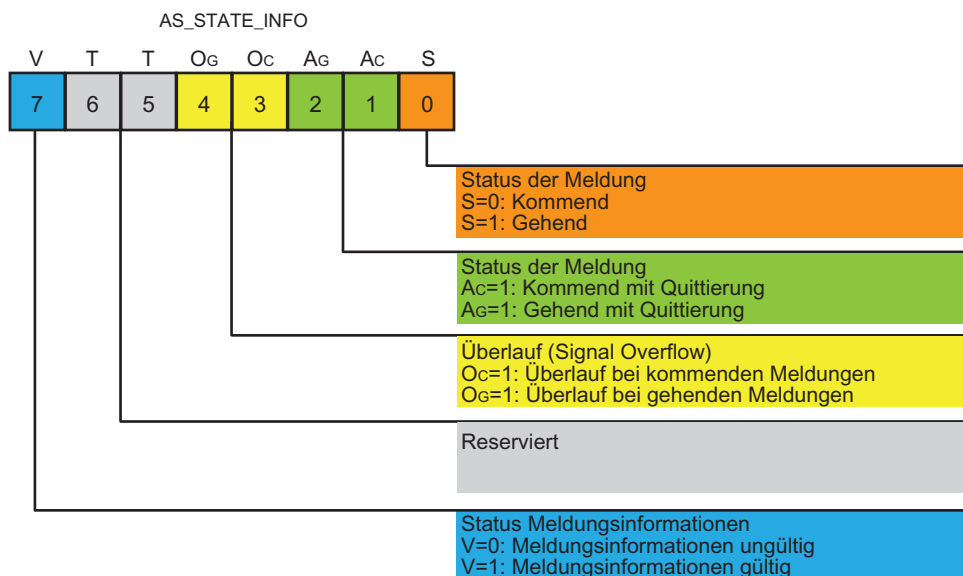 AS_STATE_INFO
V T T OG OC AG AC S
7 6 5 4 3 2 1 0
Status der Meldung
S=0: Kommend
S=1: Gehend
Status der Meldung
AC=1: Kommend mit Quittierung
AG=1: Gehend mit Quittierung
Überlauf (Signal Overflow)
OC=1: Überlauf bei kommenden Meldungen
OG=1: Überlauf bei gehenden Meldungen
Reserviert
Status Meldungsinformationen
V=0: Meldungsinformationen ungültig
V=1: Meldungsinformationen gültig